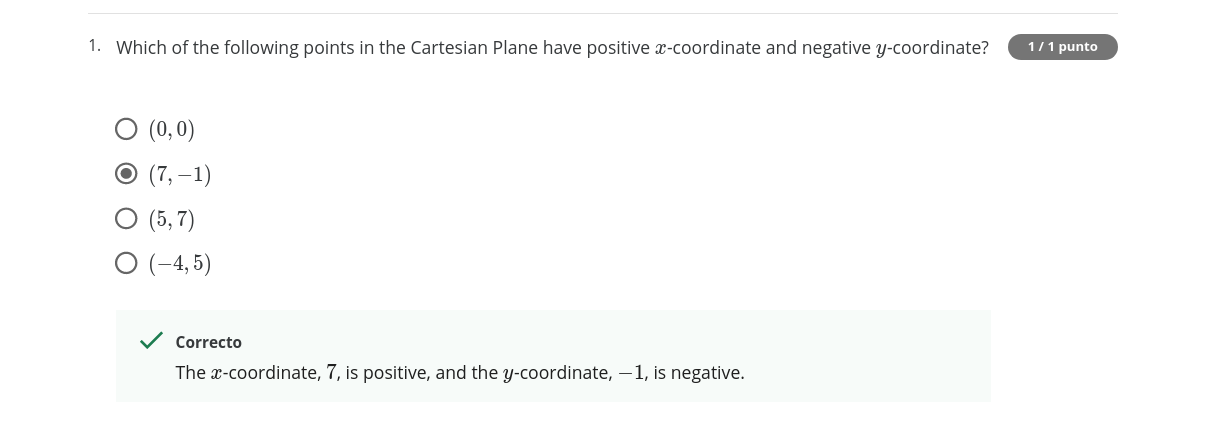 1. Which of the following points in the Cartesian Plane have positive x-coordinate and negative y-coordinate? 1 / 1 punto
(0, 0)
(7, −1)
(5, 7)
(−4, 5)
Correcto
The x-coordinate, 7, is positive, and the y-coordinate, −1, is negative.